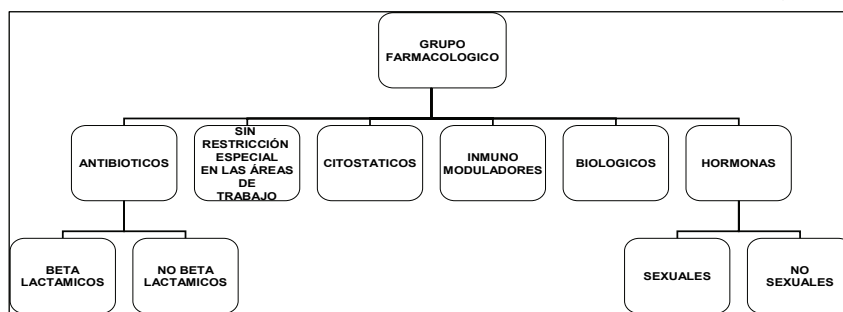 GRUPO
FARMACOLOGICO
ANTIBIOTICOS
SIN
RESTRICCIÓN
ESPECIAL
EN LAS ÁREAS
DE
TRABAJO
CITOSTATICOS
INMUNO
MODULADORES
BIOLOGICOS
HORMONAS
BETA
LACTAMICOS
NO BETA
LACTAMICOS
SEXUALES
NO
SEXUALES